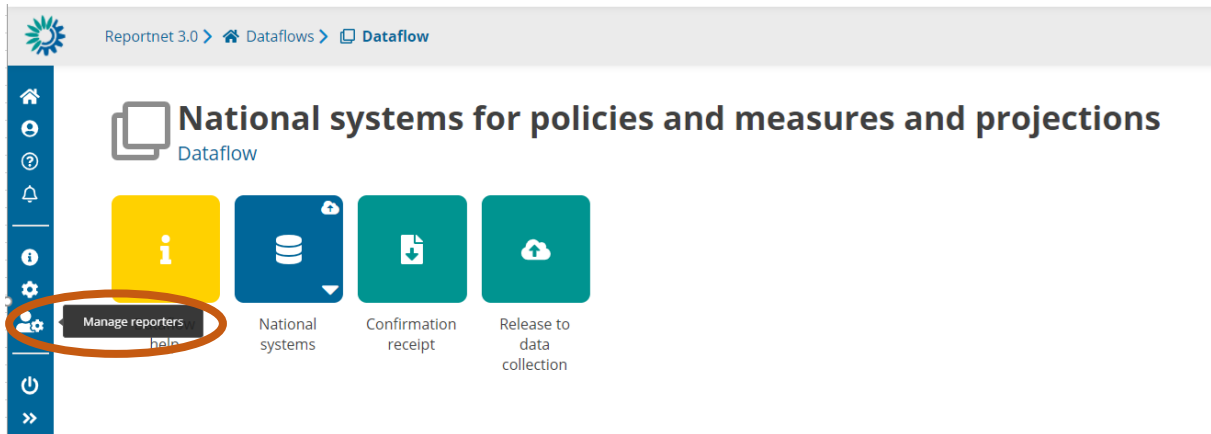 Reportnet 3.0 Dataflows Dataflow
National systems for policies and measures and projections
Dataflow
Manage reporters
help
National
systems
Confirmation
receipt
Release to
data
collection